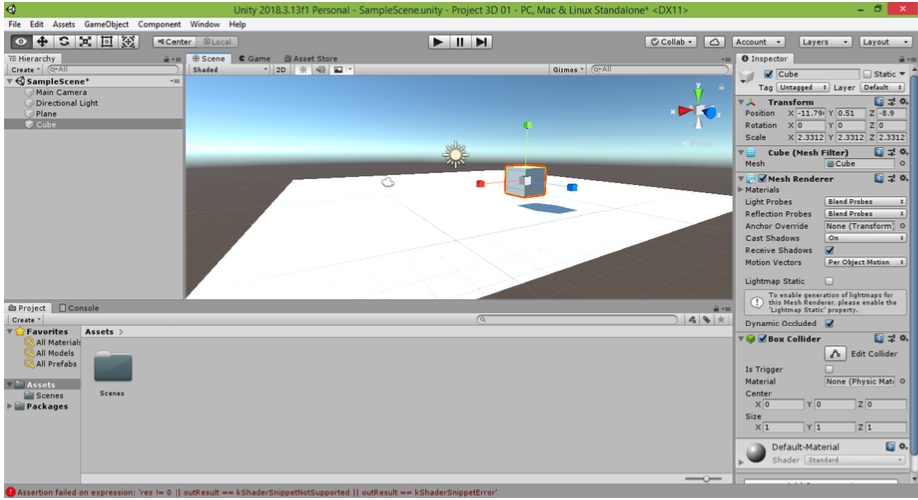 Unity 2018.3.13f1 Personal - SampleScene.unity - Project 3D 01 - PC, Mac & Linux Standalone* <DX11>
File Edit Assets GameObject Component Window Help
Center Local Collab Account Layers Layout
Hierarchy
Create All
SampleScene*
Main Camera
Directional Light
Plane
Cube
Scene Game Asset Store
Shaded 2D Gizmos All
y
x
Persp
Inspector
Cube Static
Tag Untagged Layer Default
Transform
Position X -11.79 Y 0.51 Z -8.9
Rotation X 0 Y 0 Z 0
Scale X 2.3312 Y 2.3312 Z 2.3312
Cube (Mesh Filter)
Mesh Cube
Mesh Renderer
Materials
Light Probes Blend Probes
Reflection Probes Blend Probes
Anchor Override None (Transform)
Cast Shadows On
Receive Shadows
Motion Vectors Per Object Motion
Lightmap Static
To enable generation of lightmaps for
this Mesh Renderer, please enable the
'Lightmap Static' property.
Dynamic Occluded
Box Collider
Edit Collider
Is Trigger
Material None (Physic Mat
Center
X 0 Y 0 Z 0
Size
X 1 Y 1 Z 1
Default-Material
Shader Standard
Project Console
Create
Favorites
All Materials
All Models
All Prefabs
Assets
Scenes
Packages
Assets >
Scenes
Assertion failed on expression: 'res != 0 || outResult == kShaderSnippetNotSupported || outResult == kShaderSnippetError'